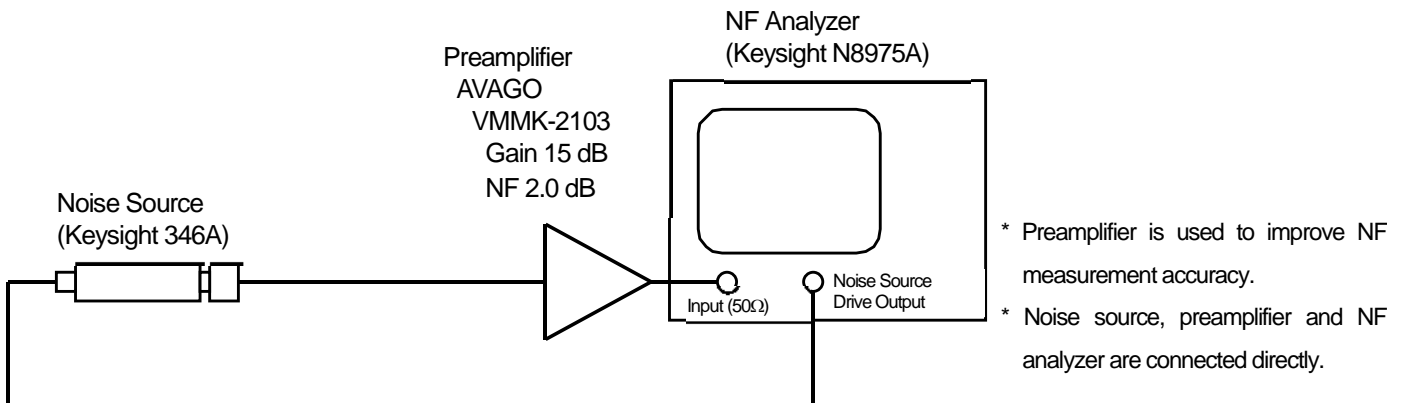 NF Analyzer
(Keysight N8975A)
Preamplifier
AVAGO
VMMK-2103
Gain 15 dB
NF 2.0 dB
Noise Source
(Keysight 346A)
Input (50Ω)
Noise Source
Drive Output
* Preamplifier is used to improve NF
measurement accuracy.
* Noise source, preamplifier and NF
analyzer are connected directly.